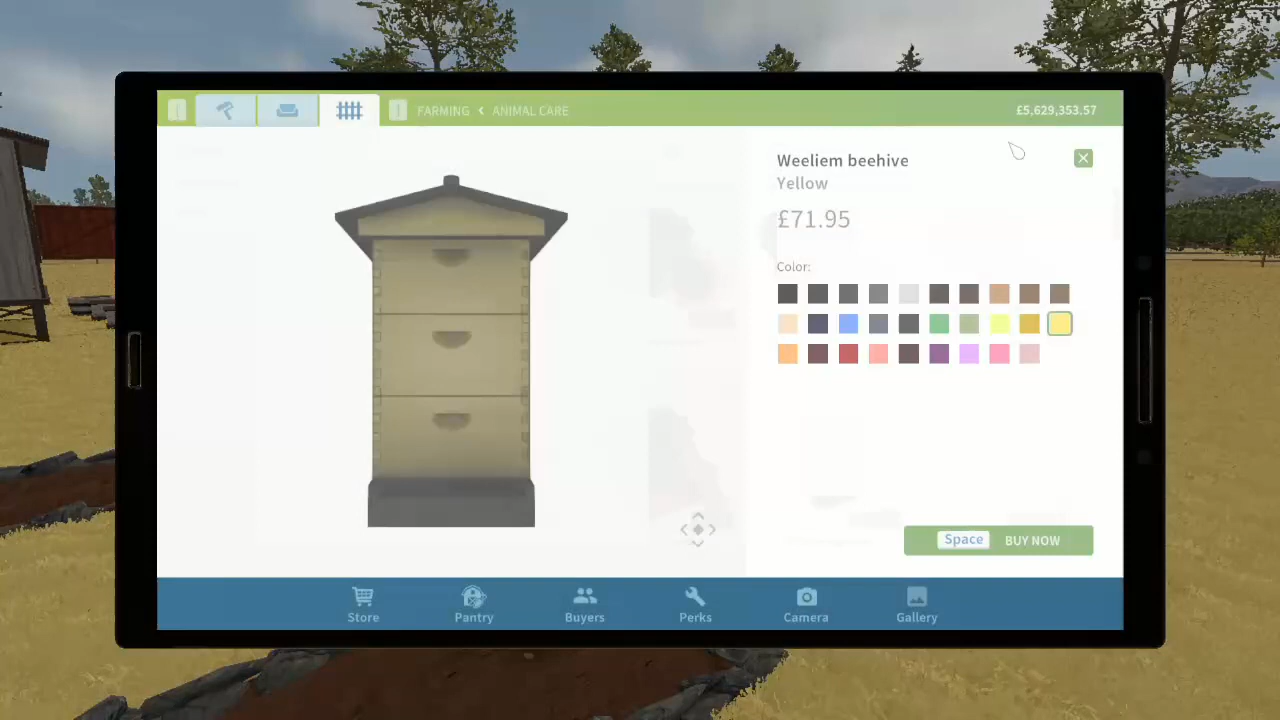 FARMING < ANIMAL CARE
£5,629,353.57
Weeliem beehive
Yellow
£71.95
Color:
Space BUY NOW
Store
Pantry
Buyers
Perks
Camera
Gallery